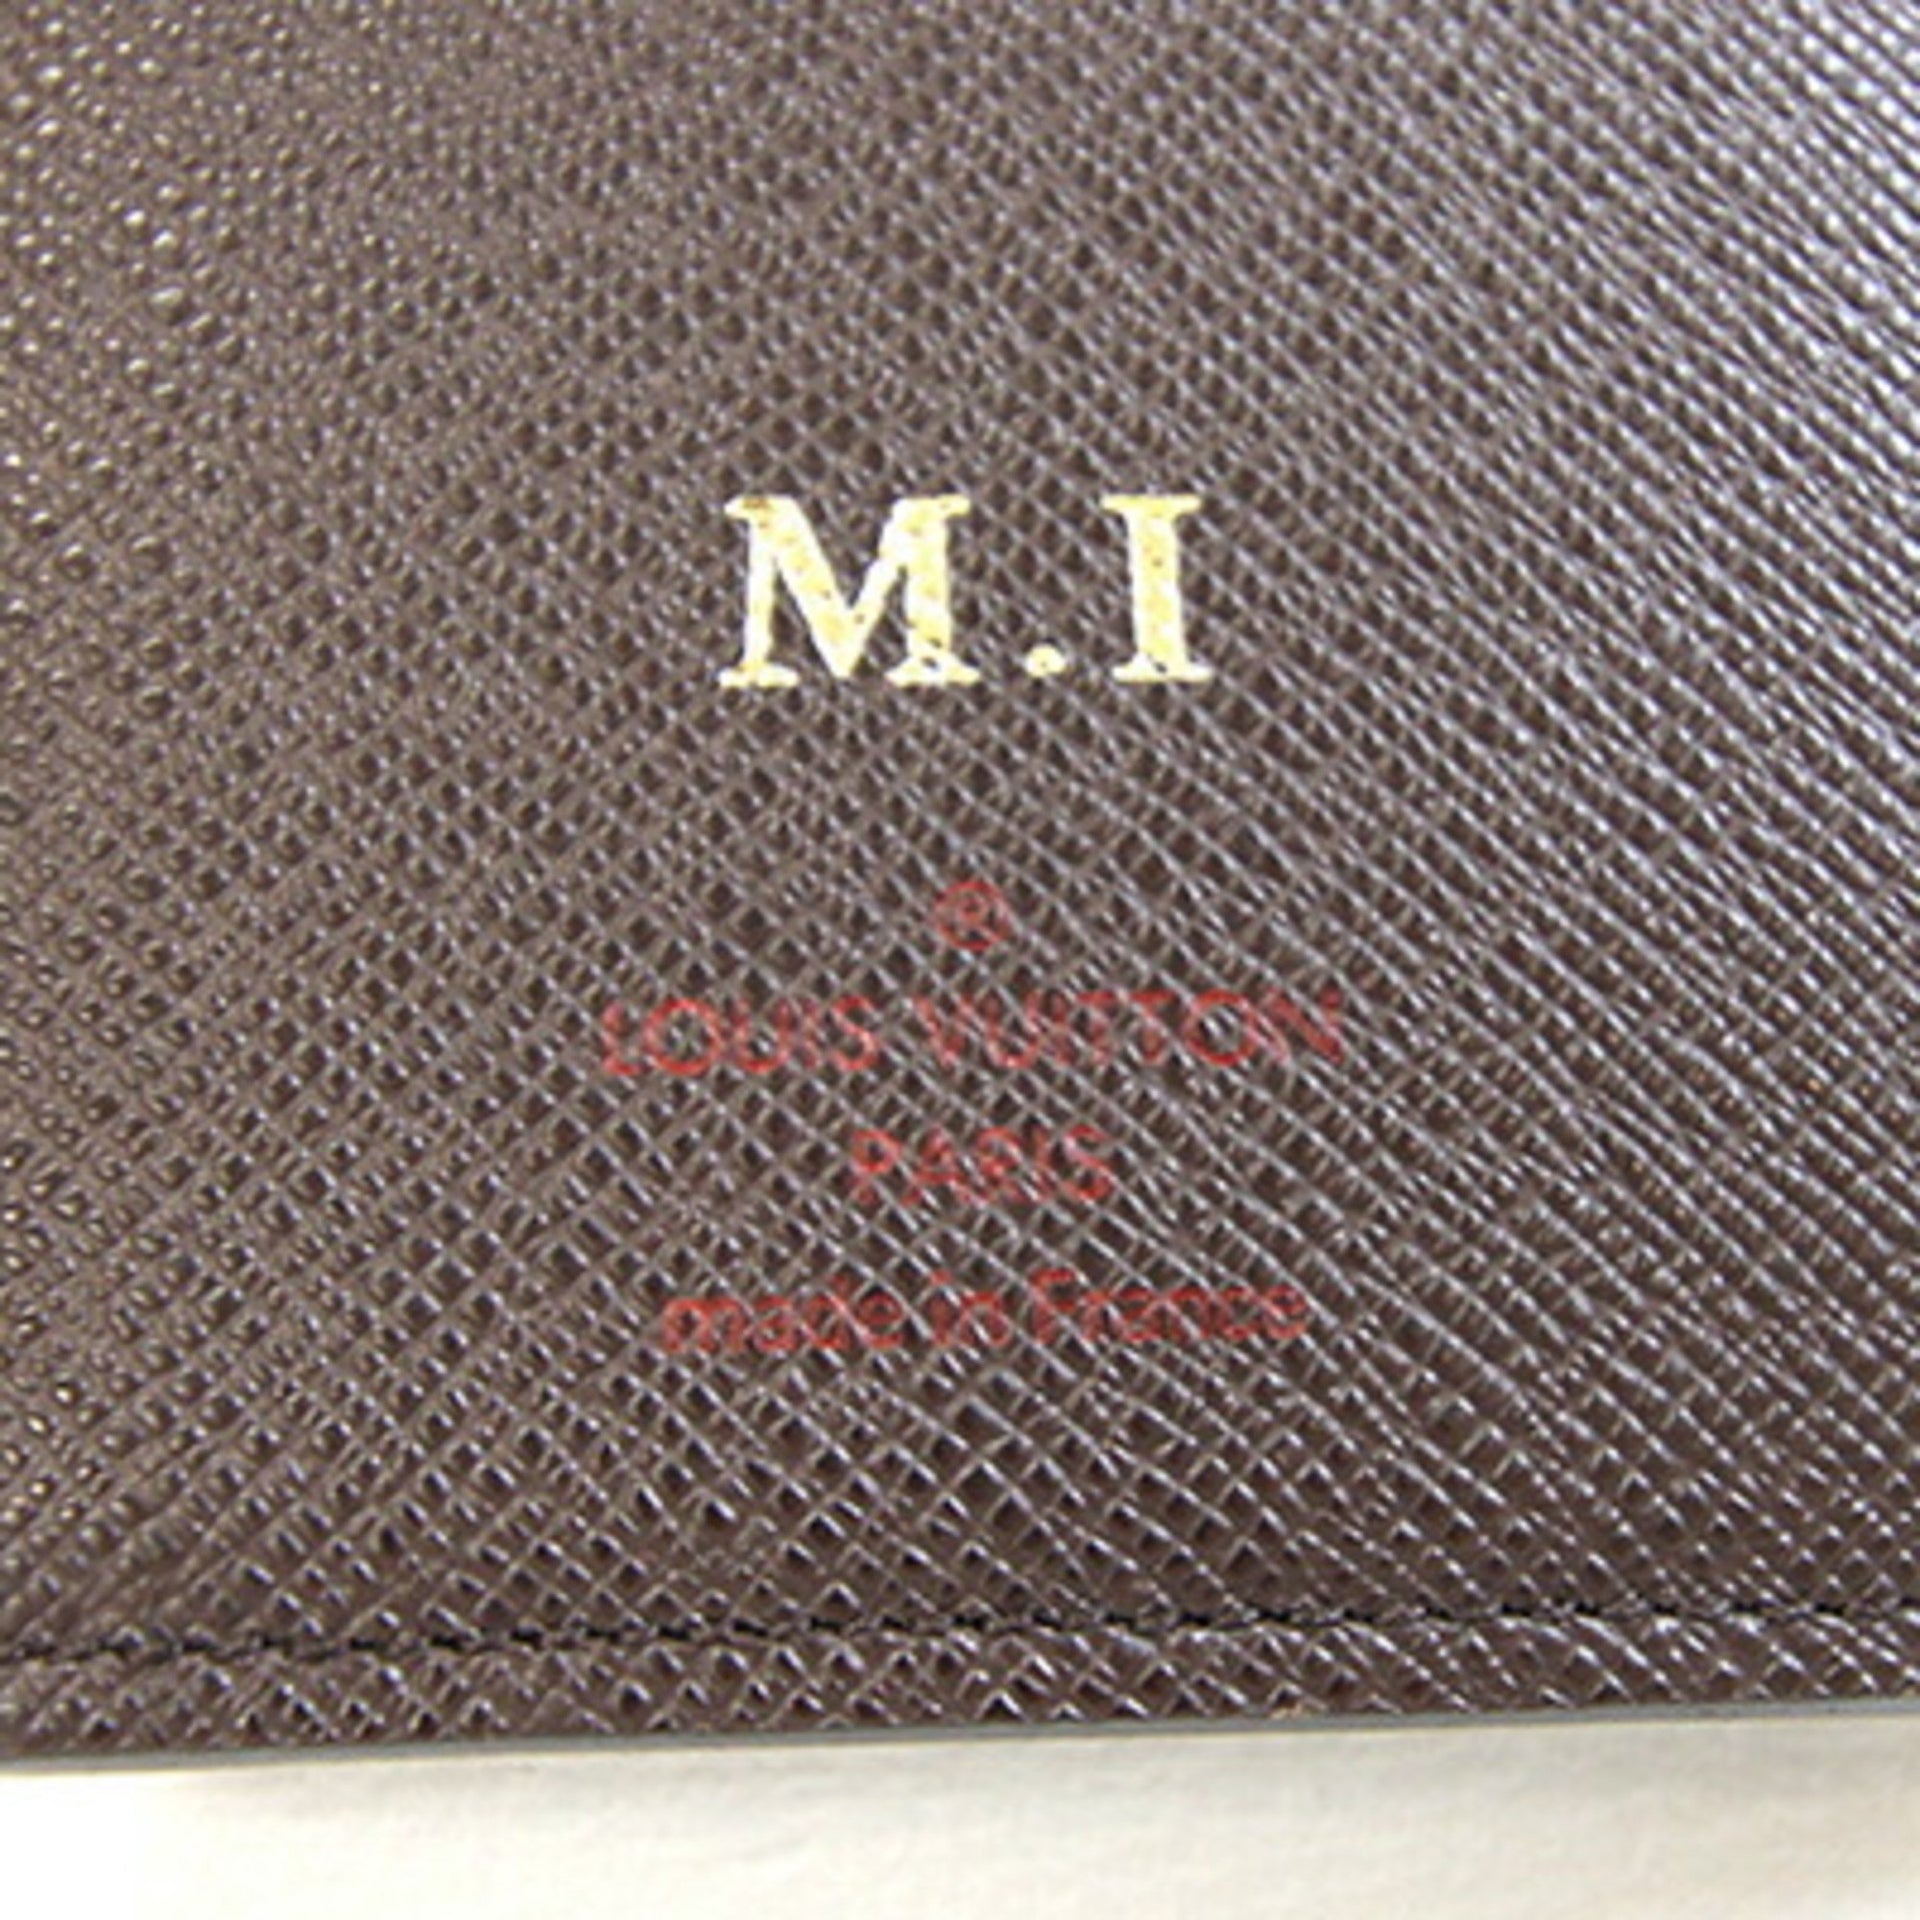 M.I
®
LOUIS VUITTON
PARIS
made in France